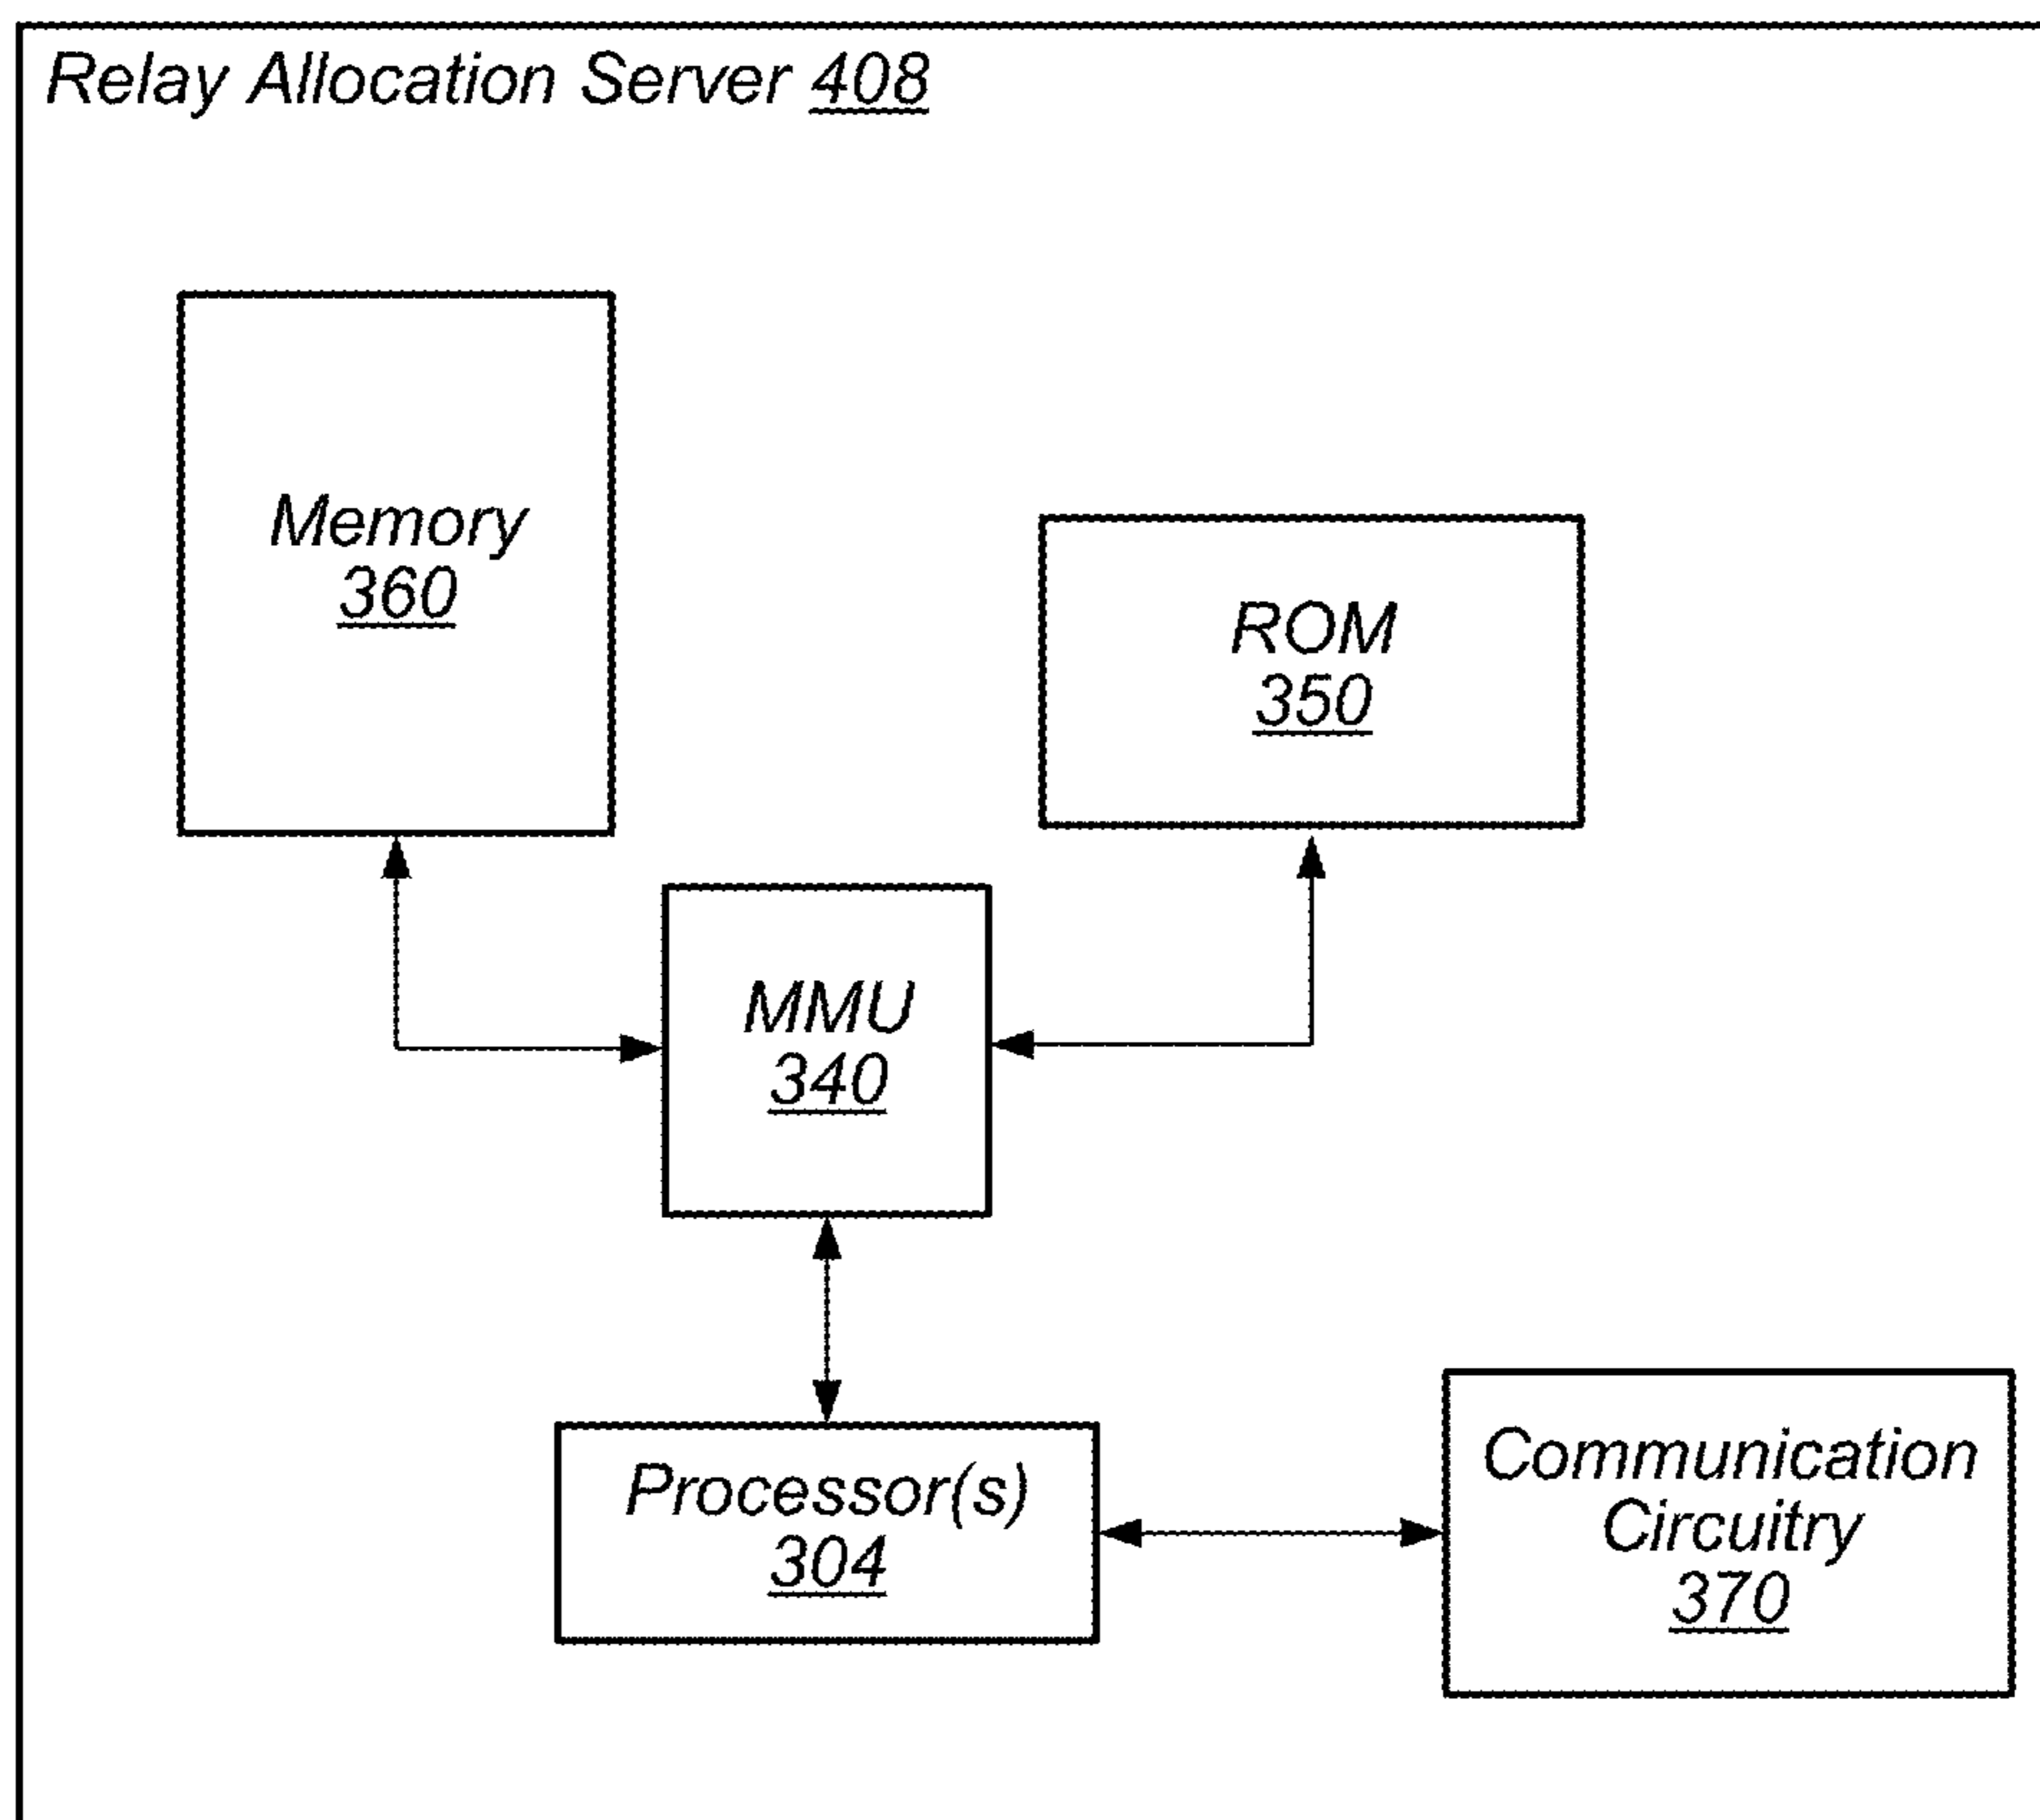 Relay Allocation Server 408
Memory
360
ROM
350
MMU
340
Processor(s)
304
Communication
Circuitry
370